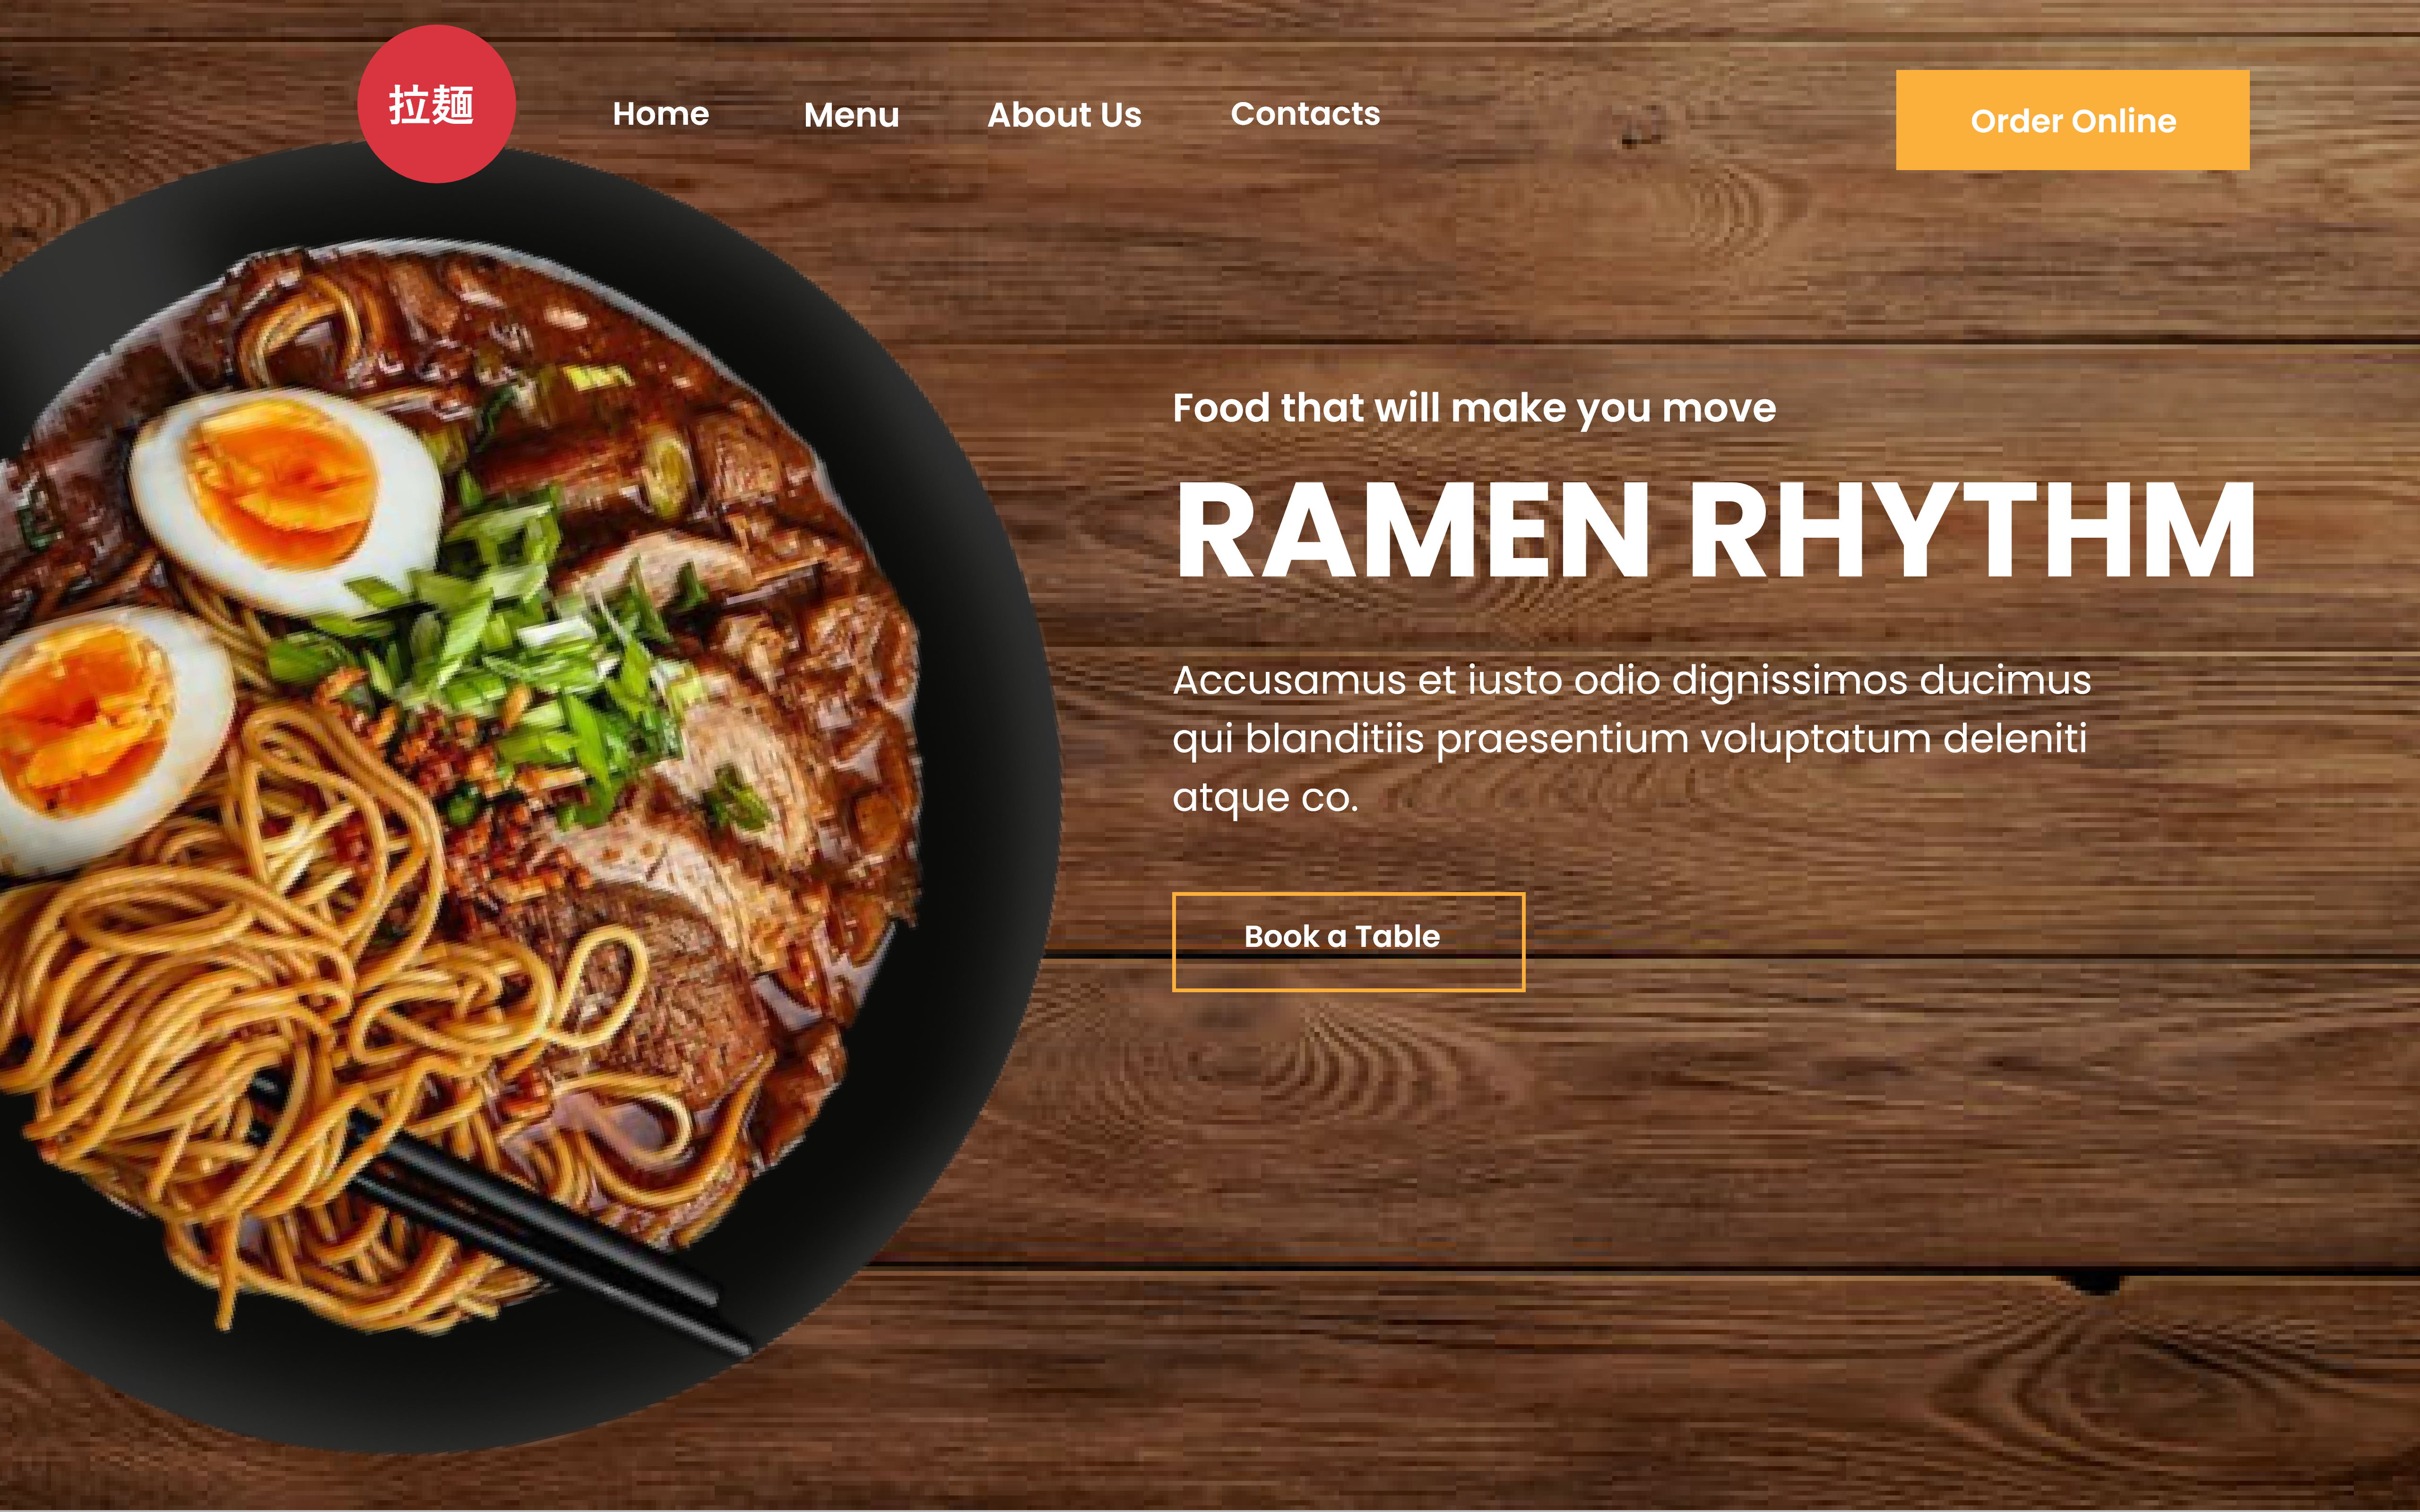 拉麺
Home Menu About Us Contacts
Order Online
Food that will make you move
RAMEN RHYTHM
Accusamus et iusto odio dignissimos ducimus
qui blanditiis praesentium voluptatum deleniti
atque co.
Book a Table